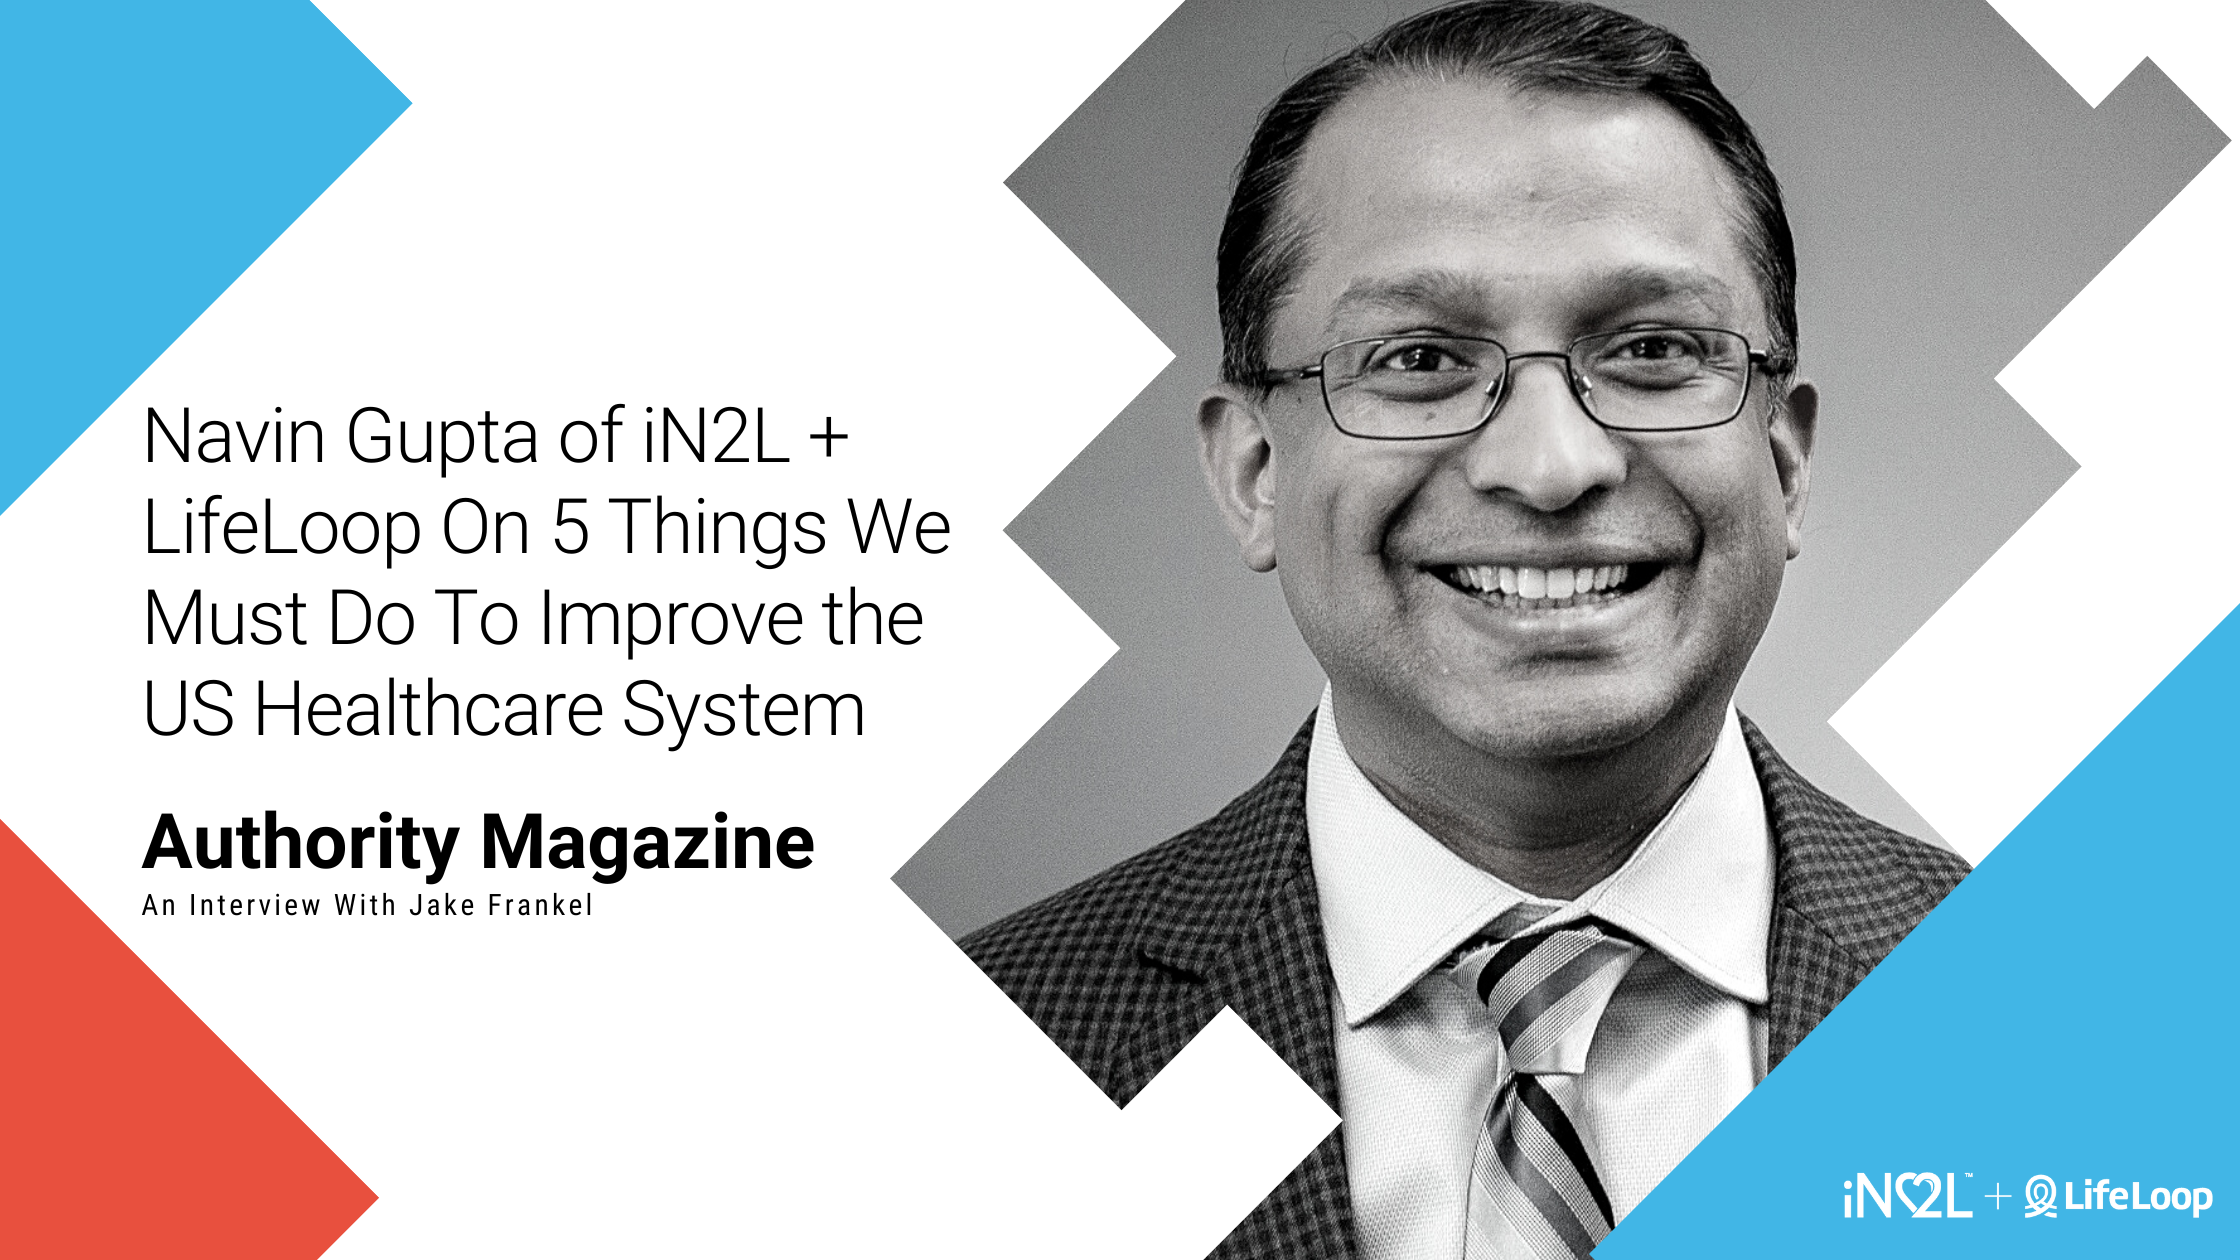 Navin Gupta of iN2L +
LifeLoop On 5 Things We
Must Do To Improve the
US Healthcare System
Authority Magazine
An Interview With Jake Frankel
iN2L™ + LifeLoop